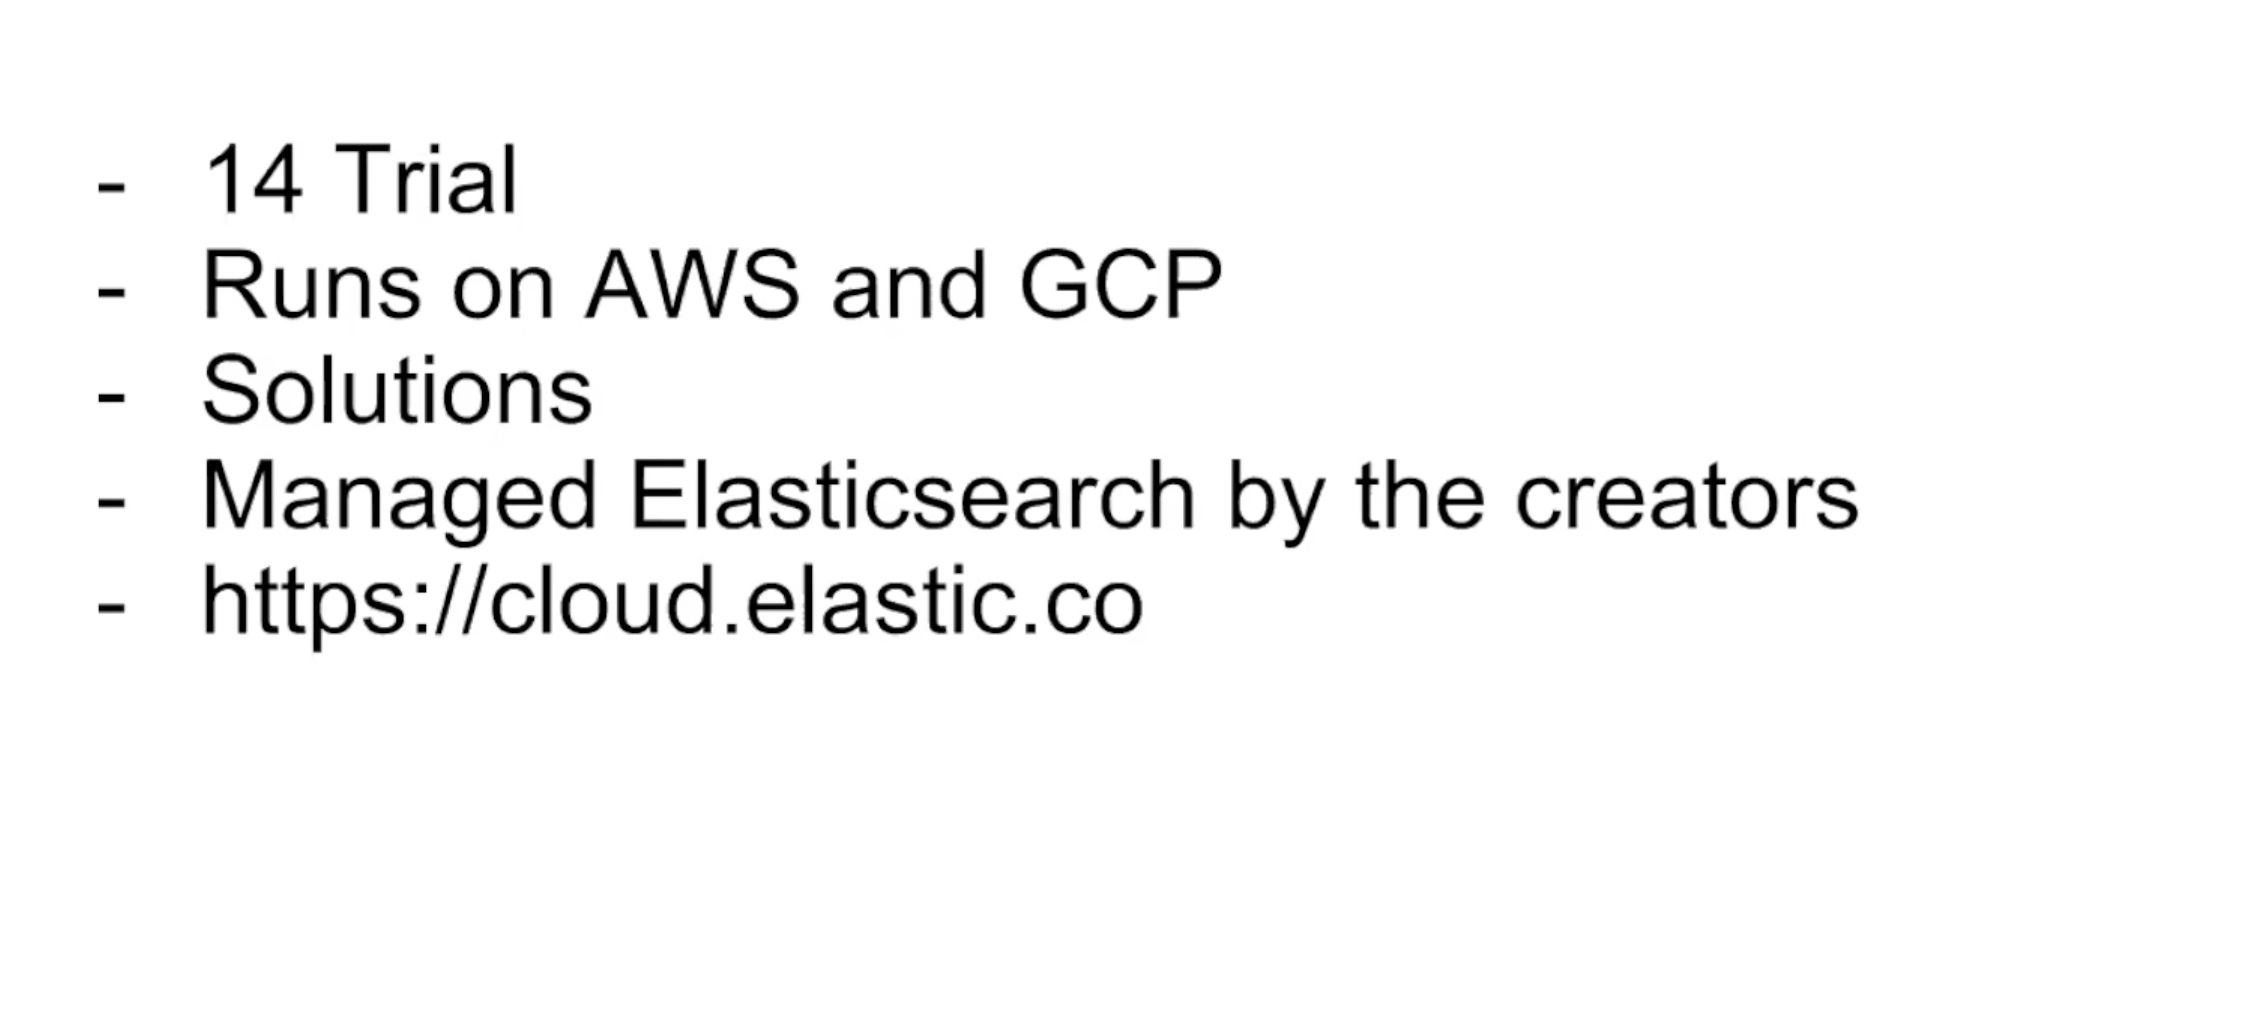 - 14 Trial
- Runs on AWS and GCP
- Solutions
- Managed Elasticsearch by the creators
- https://cloud.elastic.co